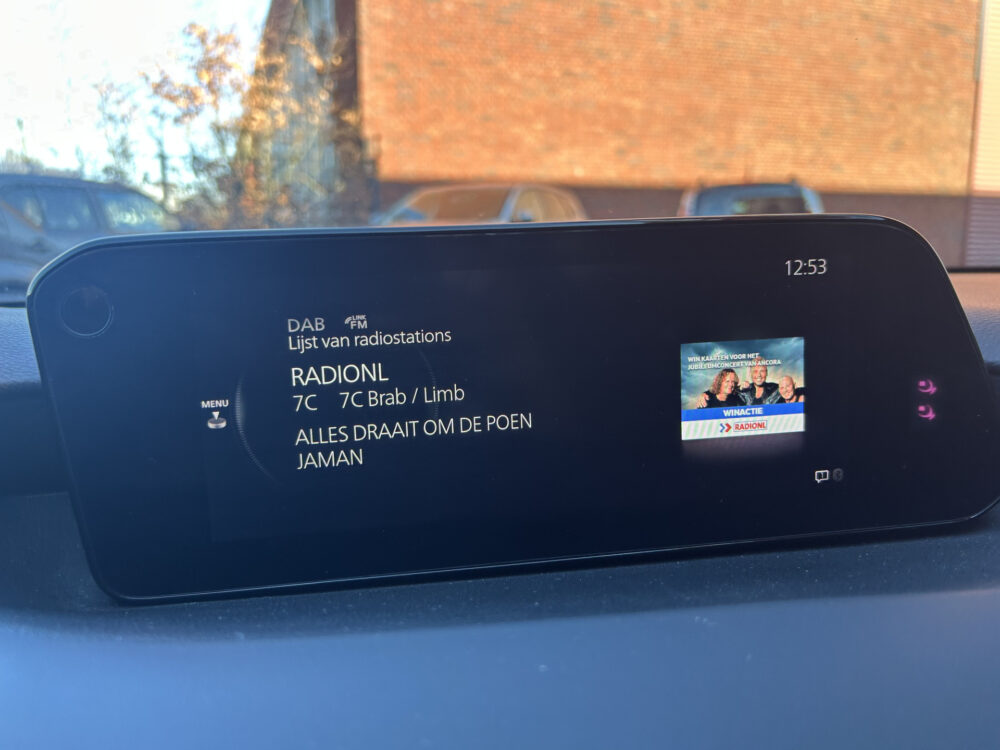 12:53
DAB LINK FM
Lijst van radiostations
RADIONL
7C 7C Brab / Limb
MENU
ALLES DRAAIT OM DE POEN
JAMAN
WIN KAARTEN VOOR HET
JUBILEUMCONCERT VAN ANCORA
WINACTIE
RADIONL